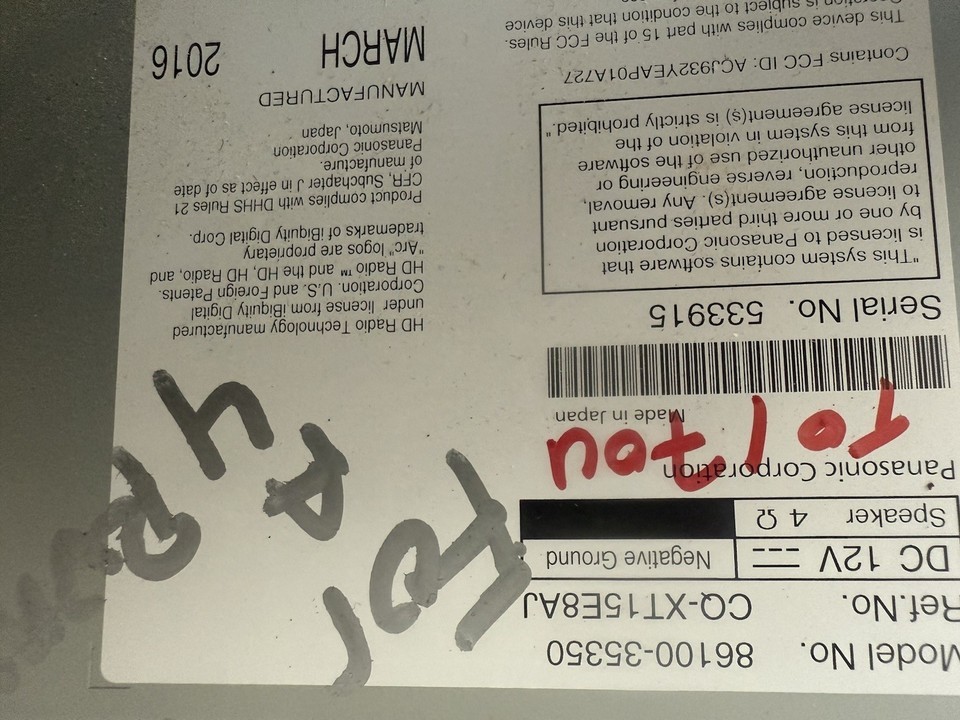 Model No. 86100-35350
Ref.No. CQ-XT15E8AJ
DC 12V Negative Ground
Speaker 4 Ω
Panasonic Corporation
Made in Japan
Serial No. 533915
"This system contains software that
is licensed to Panasonic Corporation
by one or more third parties pursuant
to license agreement(s). Any removal,
reproduction, reverse engineering or
other unauthorized use of the software
from this system in violation of the
license agreement(s) is strictly prohibited."
Contains FCC ID: ACJ932YEAP01A727
This device complies with part 15 of the FCC Rules.
Operation is subject to the condition that this device
For
A
4
HD Radio Technology manufactured
under license from iBiquity Digital
Corporation. U.S. and Foreign Patents.
HD Radio ™ and the HD, HD Radio, and
"Arc" logos are proprietary
trademarks of iBiquity Digital Corp.
Product complies with DHHS Rules 21
CFR, Subchapter J in effect as of date
of manufacture.
Panasonic Corporation
Matsumoto, Japan
MANUFACTURED
MARCH 2016